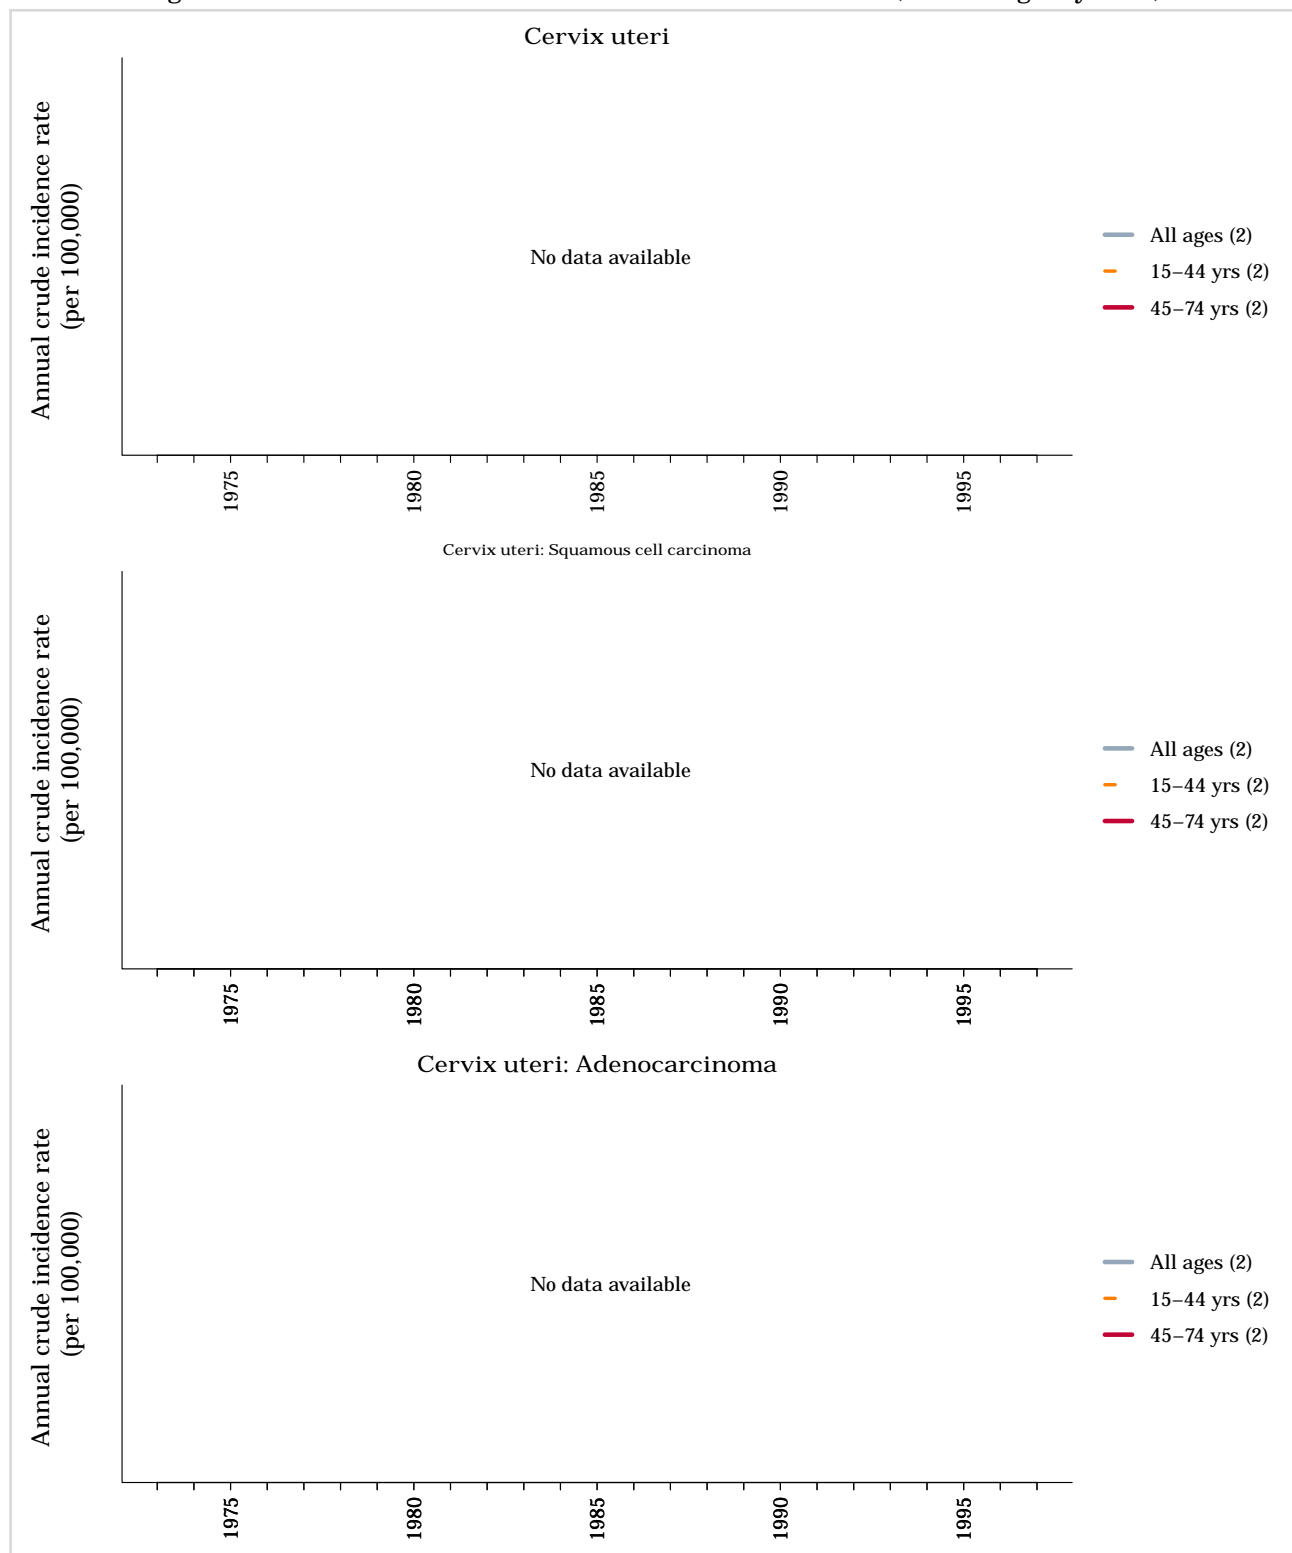 Cervix uteri
Annual crude incidence rate
(per 100,000)
No data available
All ages (2)
15–44 yrs (2)
45–74 yrs (2)
1975
1980
1985
1990
1995
Cervix uteri: Squamous cell carcinoma
Annual crude incidence rate
(per 100,000)
No data available
All ages (2)
15–44 yrs (2)
45–74 yrs (2)
1975
1980
1985
1990
1995
Cervix uteri: Adenocarcinoma
Annual crude incidence rate
(per 100,000)
No data available
All ages (2)
15–44 yrs (2)
45–74 yrs (2)
1975
1980
1985
1990
1995